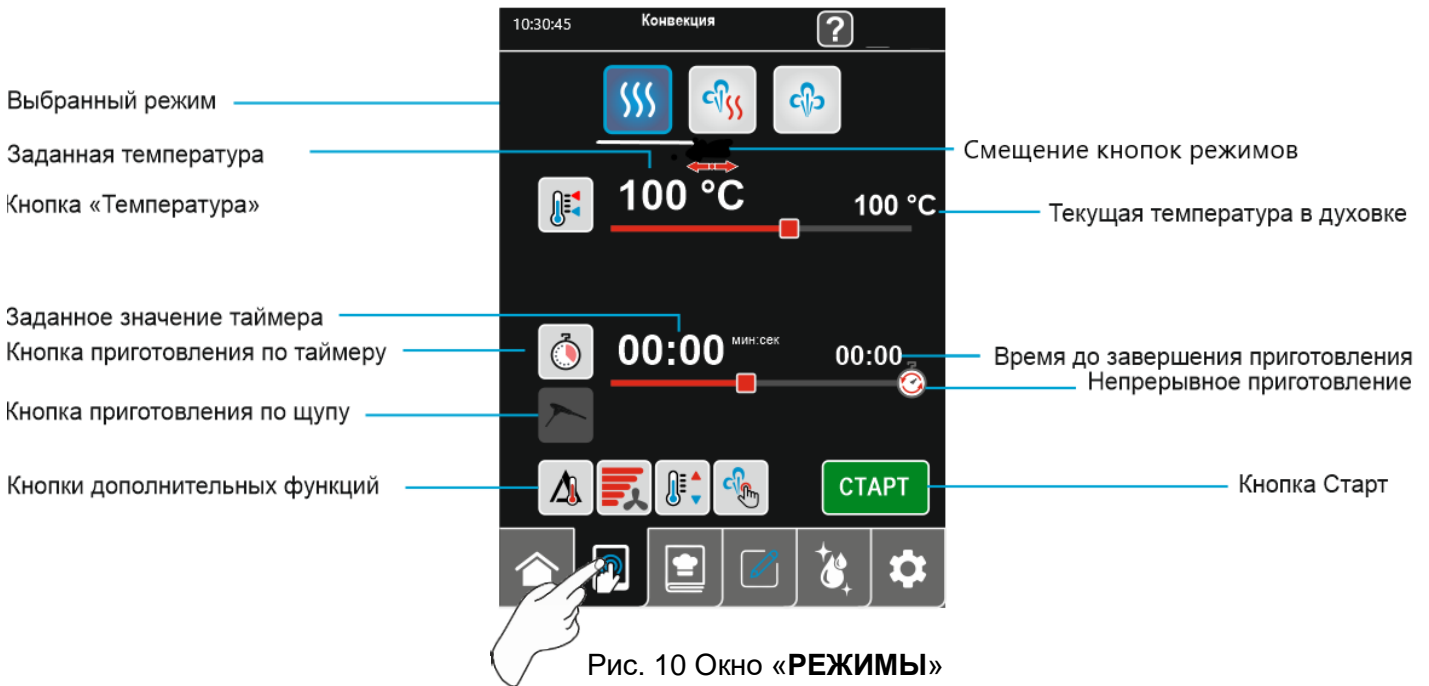 10:30:45 Конвекция ?
Выбранный режим
Заданная температура
Смещение кнопок режимов
Кнопка «Температура»
100 °C
100 °C
Текущая температура в духовке
Заданное значение таймера
Кнопка приготовления по таймеру
00:00 мин:сек
00:00
Время до завершения приготовления
Непрерывное приготовление
Кнопка приготовления по щупу
Кнопки дополнительных функций
СТАРТ
Кнопка Старт
Рис. 10 Окно «РЕЖИМЫ»